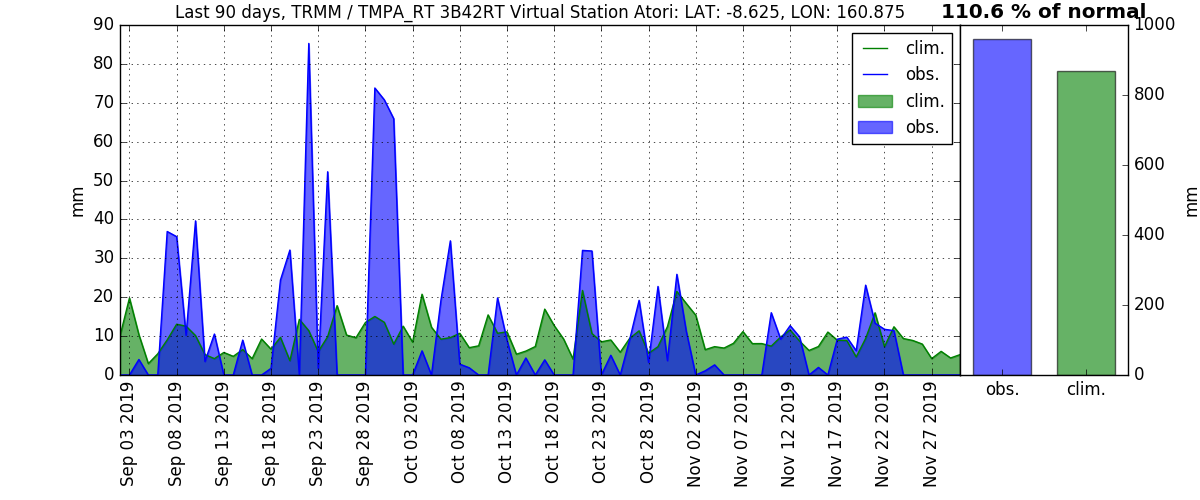 Last 90 days, TRMM / TMPA_RT 3B42RT Virtual Station Atori: LAT: -8.625, LON: 160.875
110.6 % of normal
90
80
70
60
50
40
30
20
10
0
mm
clim.
obs.
clim.
obs.
Sep 03 2019
Sep 08 2019
Sep 13 2019
Sep 18 2019
Sep 23 2019
Sep 28 2019
Oct 03 2019
Oct 08 2019
Oct 13 2019
Oct 18 2019
Oct 23 2019
Oct 28 2019
Nov 02 2019
Nov 07 2019
Nov 12 2019
Nov 17 2019
Nov 22 2019
Nov 27 2019
1000
800
600
400
200
0
mm
obs.
clim.